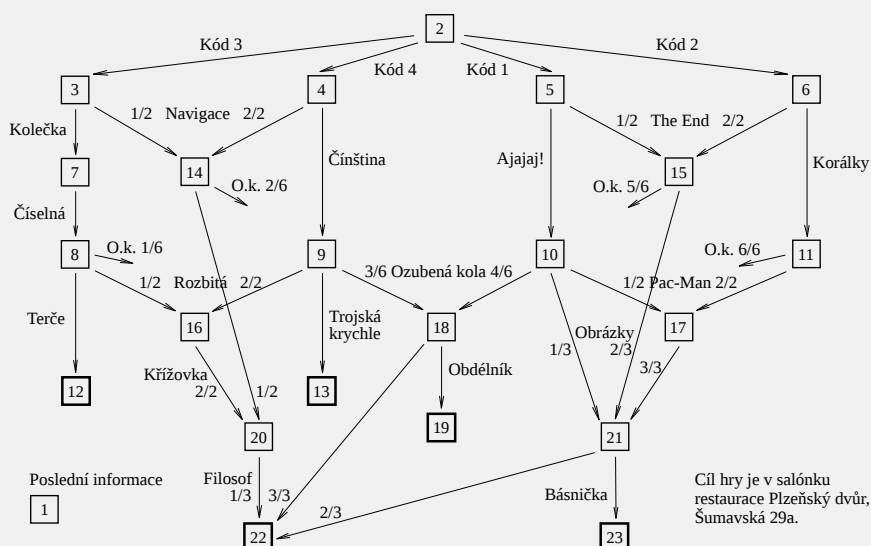 2
Kód 3
Kód 4
Kód 1
Kód 2
3
4
5
6
1/2 Navigace 2/2
1/2 The End 2/2
Kolečka
Čínština
Ajajaj!
Korálky
7
14
15
O.k. 2/6
O.k. 5/6
Číselná
8
O.k. 1/6
9
10
O.k. 6/6
11
1/2 Rozbitá 2/2
3/6 Ozubená kola 4/6
1/2 Pac-Man 2/2
Terče
16
Trojská
krychle
18
Obrázky
17
1/3
2/3
3/3
Křížovka
2/2
1/2
Obdélník
12
13
19
20
21
Poslední informace
1
Filosof
1/3
3/3
2/3
Básnička
22
23
Cíl hry je v salónku
restaurace Plzeňský dvůr,
Šumavská 29a.